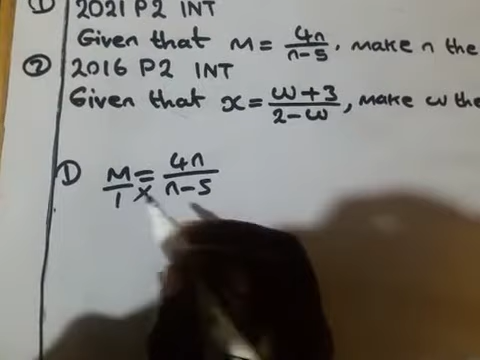 ① 2021 P2 INT
Given that M = 4n/n-5, make n the
② 2016 P2 INT
Given that x = w+3/2-w, make w the
① M/1 × = 4n/n-5